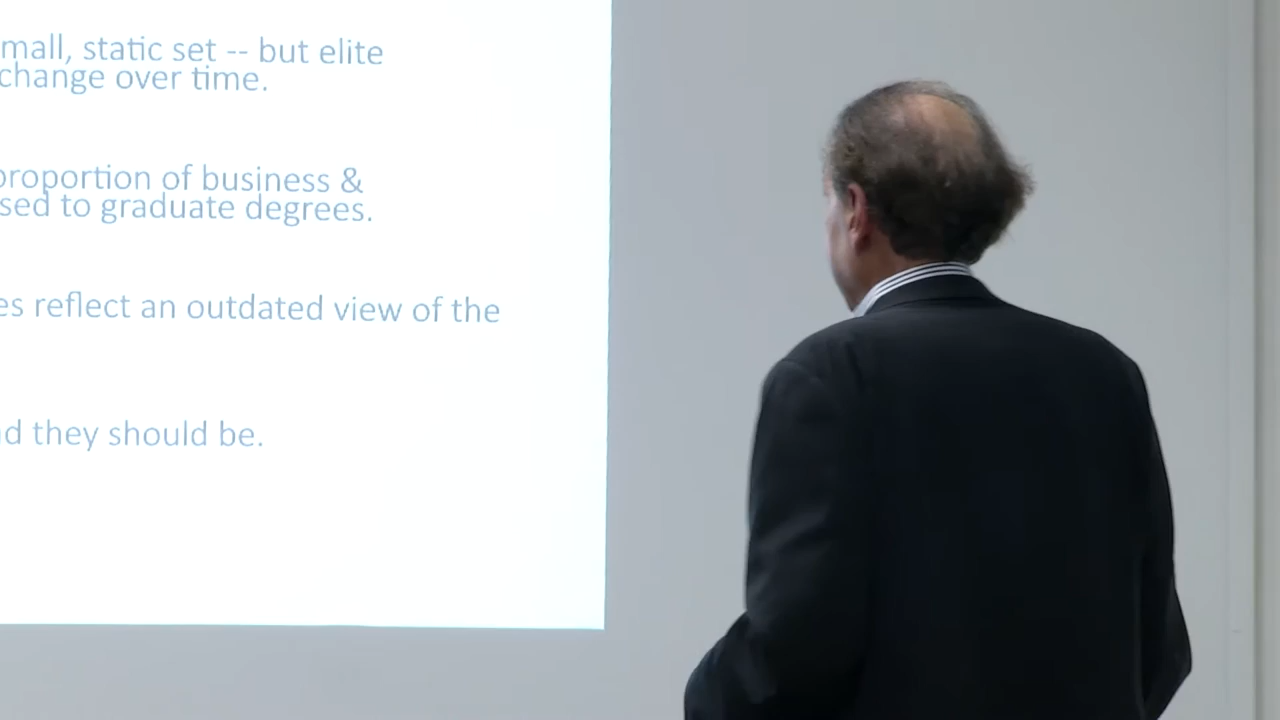 mall, static set -- but elite
change over time.
proportion of business &
sed to graduate degrees.
es reflect an outdated view of the
d they should be.